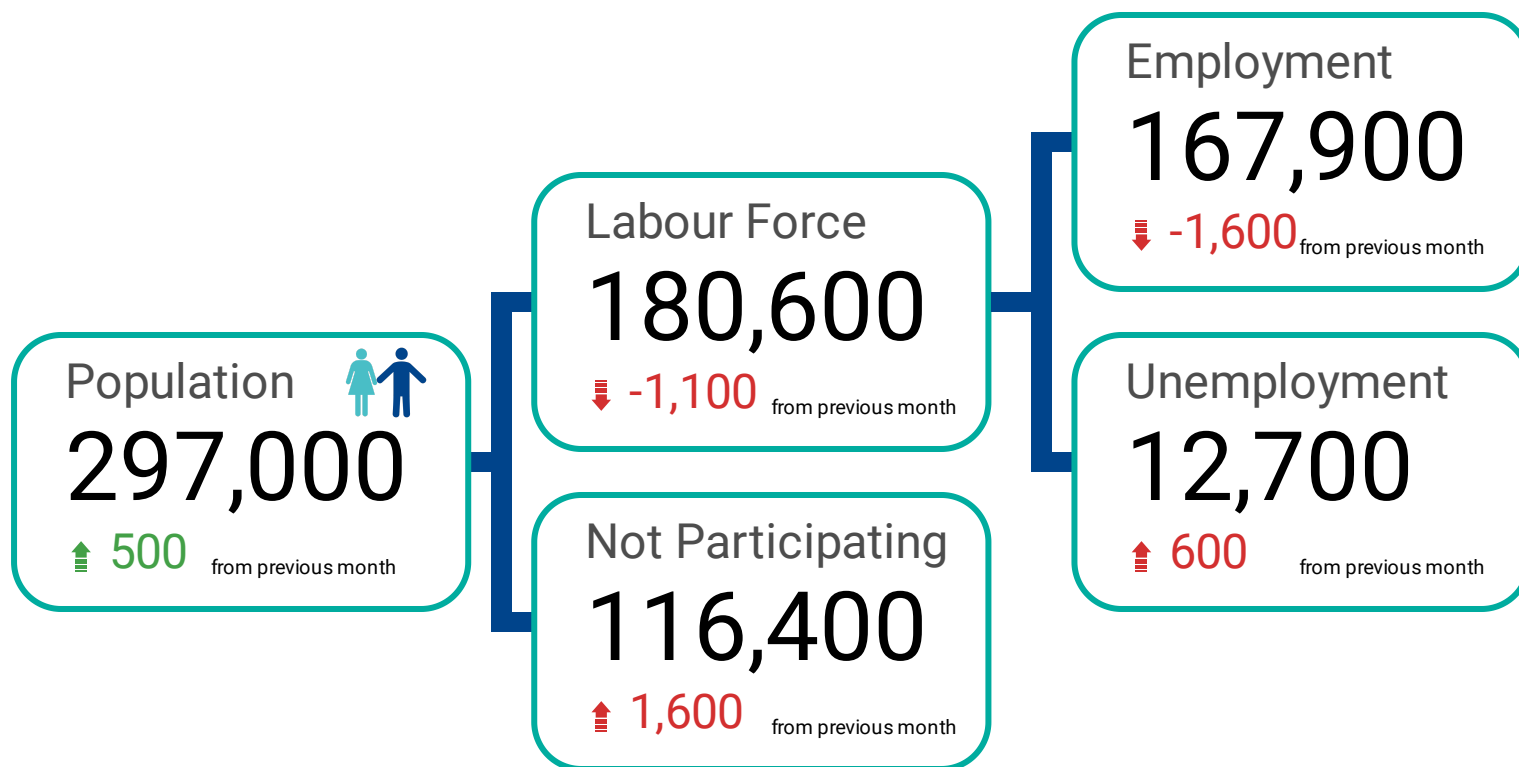 Population
297,000
500 from previous month
Labour Force
180,600
-1,100 from previous month
Not Participating
116,400
1,600 from previous month
Employment
167,900
-1,600 from previous month
Unemployment
12,700
600 from previous month